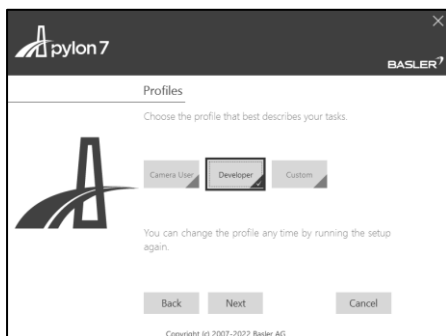 pylon 7
BASLER
Profiles
Choose the profile that best describes your tasks.
Camera User Developer Custom
You can change the profile any time by running the setup
again.
Back Next Cancel
Copyright (c) 2007-2022 Basler AG